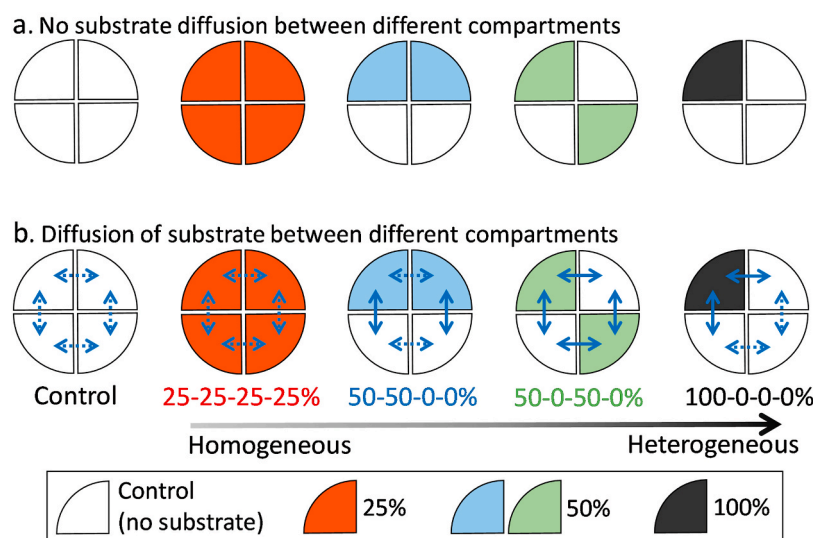 a. No substrate diffusion between different compartments
b. Diffusion of substrate between different compartments
Control
25-25-25-25%
50-50-0-0%
50-0-50-0%
100-0-0-0%
Homogeneous
Heterogeneous
Control
(no substrate)
25%
50%
100%